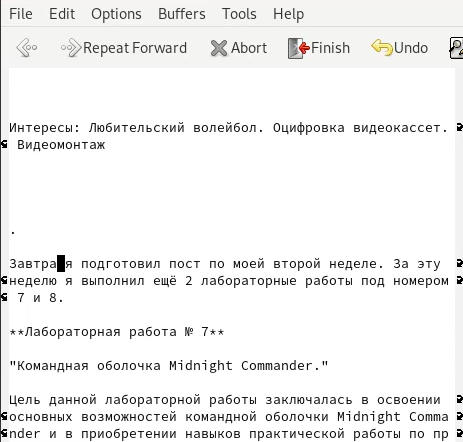 File Edit Options Buffers Tools Help
Repeat Forward Abort Finish Undo
Интересы: Любительский волейбол. Оцифровка видеокассет.
Видеомонтаж
.
Завтра я подготовил пост по моей второй неделе. За эту
неделю я выполнил ещё 2 лабораторные работы под номером
7 и 8.
**Лабораторная работа № 7**
"Командная оболочка Midnight Commander."
Цель данной лабораторной работы заключалась в освоении
основных возможностей командной оболочки Midnight Comma
nder и в приобретении навыков практической работы по пр